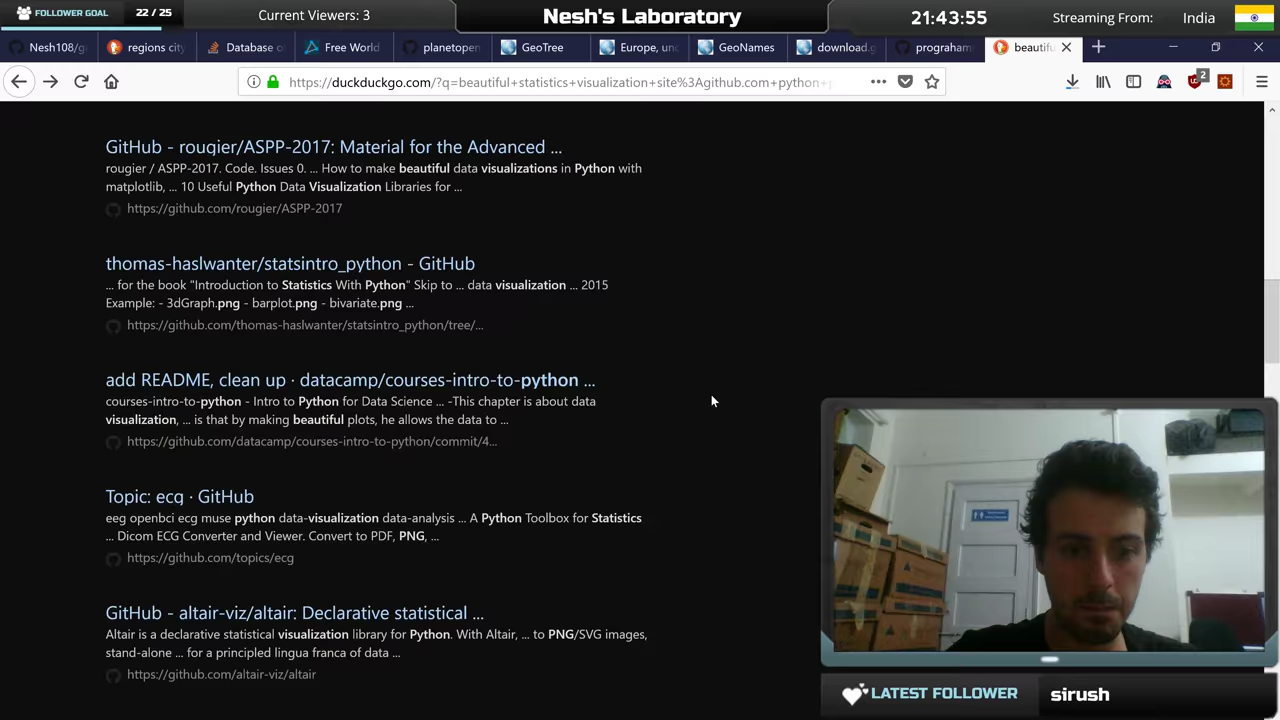 FOLLOWER GOAL 22 / 25 Current Viewers: 3 Nesh's Laboratory 21:43:55 Streaming From: India
Nesh108/g regions city Database o Free World planetopen GeoTree Europe, un GeoNames download.g prograham beautifu
https://duckduckgo.com/?q=beautiful+statistics+visualization+site%3Agithub.com+python+p ••• 2
GitHub - rougier/ASPP-2017: Material for the Advanced ...
rougier / ASPP-2017. Code. Issues 0. ... How to make beautiful data visualizations in Python with
matplotlib, ... 10 Useful Python Data Visualization Libraries for ...
https://github.com/rougier/ASPP-2017
thomas-haslwanter/statsintro_python - GitHub
... for the book "Introduction to Statistics With Python" Skip to ... data visualization ... 2015
Example: - 3dGraph.png - barplot.png - bivariate.png ...
https://github.com/thomas-haslwanter/statsintro_python/tree/...
add README, clean up · datacamp/courses-intro-to-python ...
courses-intro-to-python - Intro to Python for Data Science ... -This chapter is about data
visualization, ... is that by making beautiful plots, he allows the data to ...
https://github.com/datacamp/courses-intro-to-python/commit/4...
Topic: ecg · GitHub
eeg openbci ecg muse python data-visualization data-analysis ... A Python Toolbox for Statistics
... Dicom ECG Converter and Viewer. Convert to PDF, PNG, ...
https://github.com/topics/ecg
GitHub - altair-viz/altair: Declarative statistical ...
Altair is a declarative statistical visualization library for Python. With Altair, ... to PNG/SVG images,
stand-alone ... for a principled lingua franca of data ...
https://github.com/altair-viz/altair
LATEST FOLLOWER sirush